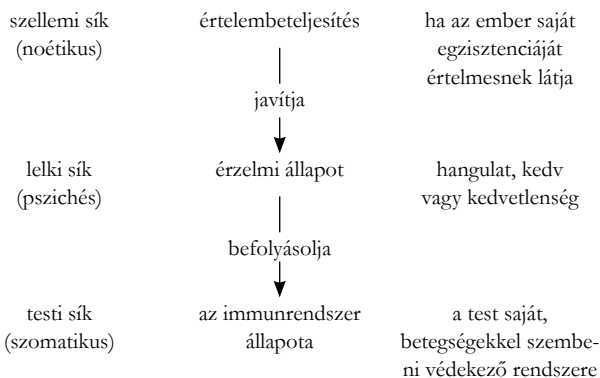 szellemi sík értelembeteljesítés ha az ember saját
(noétikus) egzisztenciáját
értelmesnek látja
javítja
lelki sík érzelmi állapot hangulat, kedv
(pszichés) vagy kedvetlenség
befolyásolja
testi sík az immunrendszer a test saját,
(szomatikus) állapota betegségekkel szembe-
ni védekező rendszere